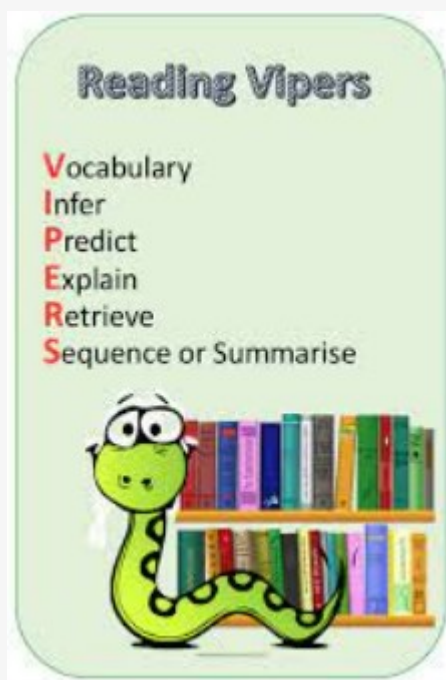 Reading Vipers
Vocabulary
Infer
Predict
Explain
Retrieve
Sequence or Summarise